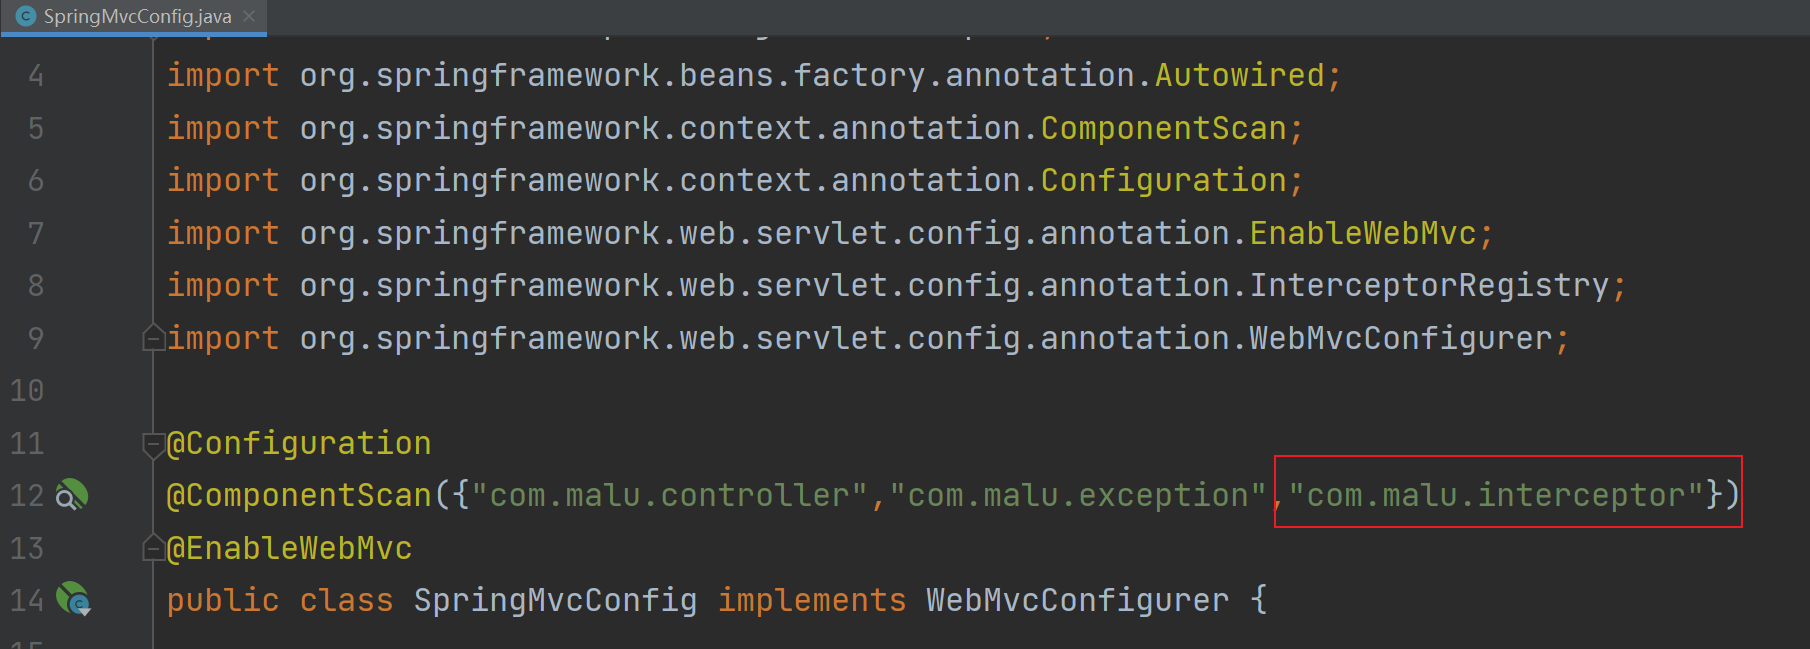 SpringMvcConfig.java
4 import org.springframework.beans.factory.annotation.Autowired;
5 import org.springframework.context.annotation.ComponentScan;
6 import org.springframework.context.annotation.Configuration;
7 import org.springframework.web.servlet.config.annotation.EnableWebMvc;
8 import org.springframework.web.servlet.config.annotation.InterceptorRegistry;
9 import org.springframework.web.servlet.config.annotation.WebMvcConfigurer;
10
11 @Configuration
12 @ComponentScan({"com.malu.controller","com.malu.exception","com.malu.interceptor"})
13 @EnableWebMvc
14 public class SpringMvcConfig implements WebMvcConfigurer {